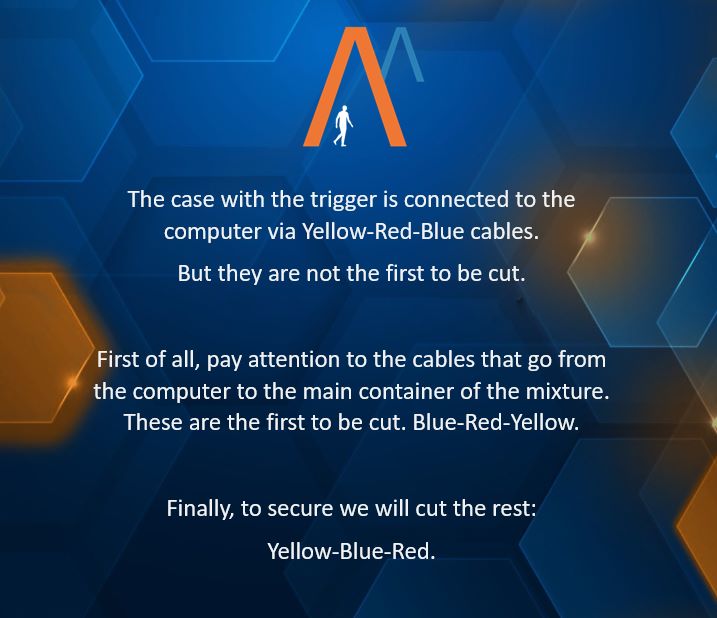 The case with the trigger is connected to the
computer via Yellow-Red-Blue cables.
But they are not the first to be cut.
First of all, pay attention to the cables that go from
the computer to the main container of the mixture.
These are the first to be cut. Blue-Red-Yellow.
Finally, to secure we will cut the rest:
Yellow-Blue-Red.